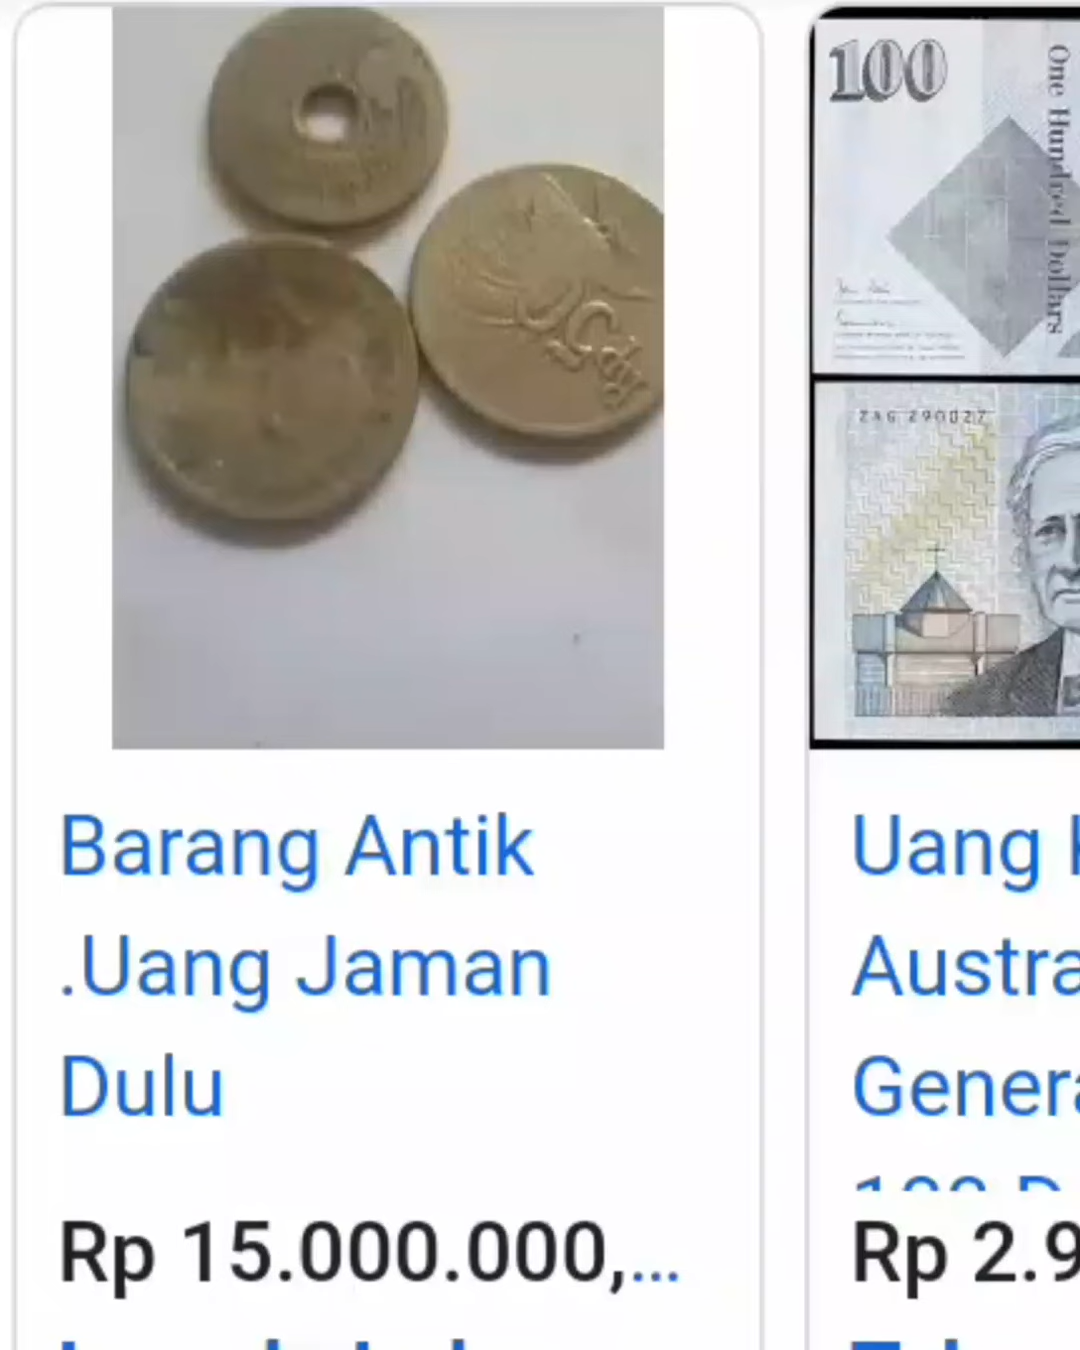 100
One Hundred Dollars
ZAG 290027
Barang Antik
.Uang Jaman
Dulu
Rp 15.000.000,...
Uang
Austra
Genera
100 D
Rp 2.9